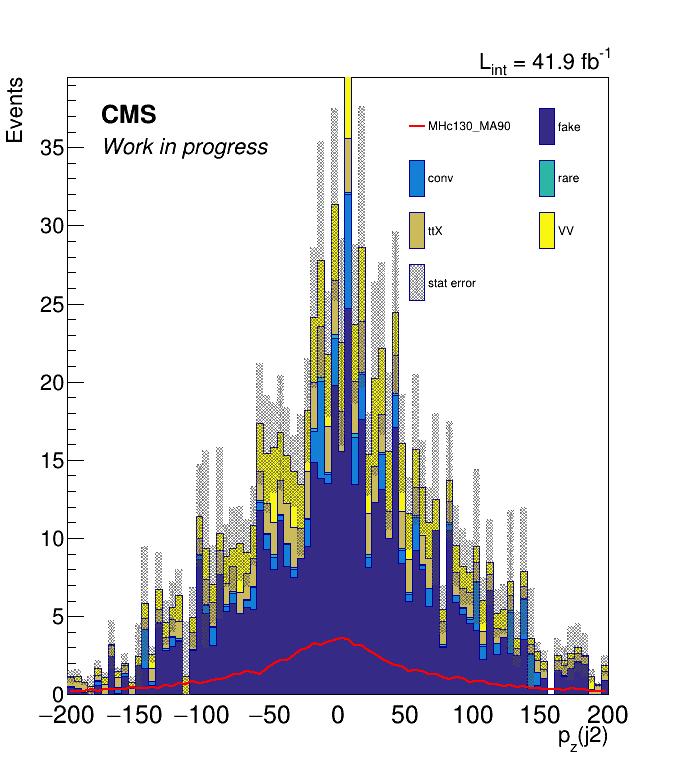 L_int = 41.9 fb^-1
Events
CMS
Work in progress
MHc130_MA90
fake
conv
rare
ttX
VV
stat error
35
30
25
20
15
10
5
0
−200 −150 −100 −50 0 50 100 150 200
p_z(j2)